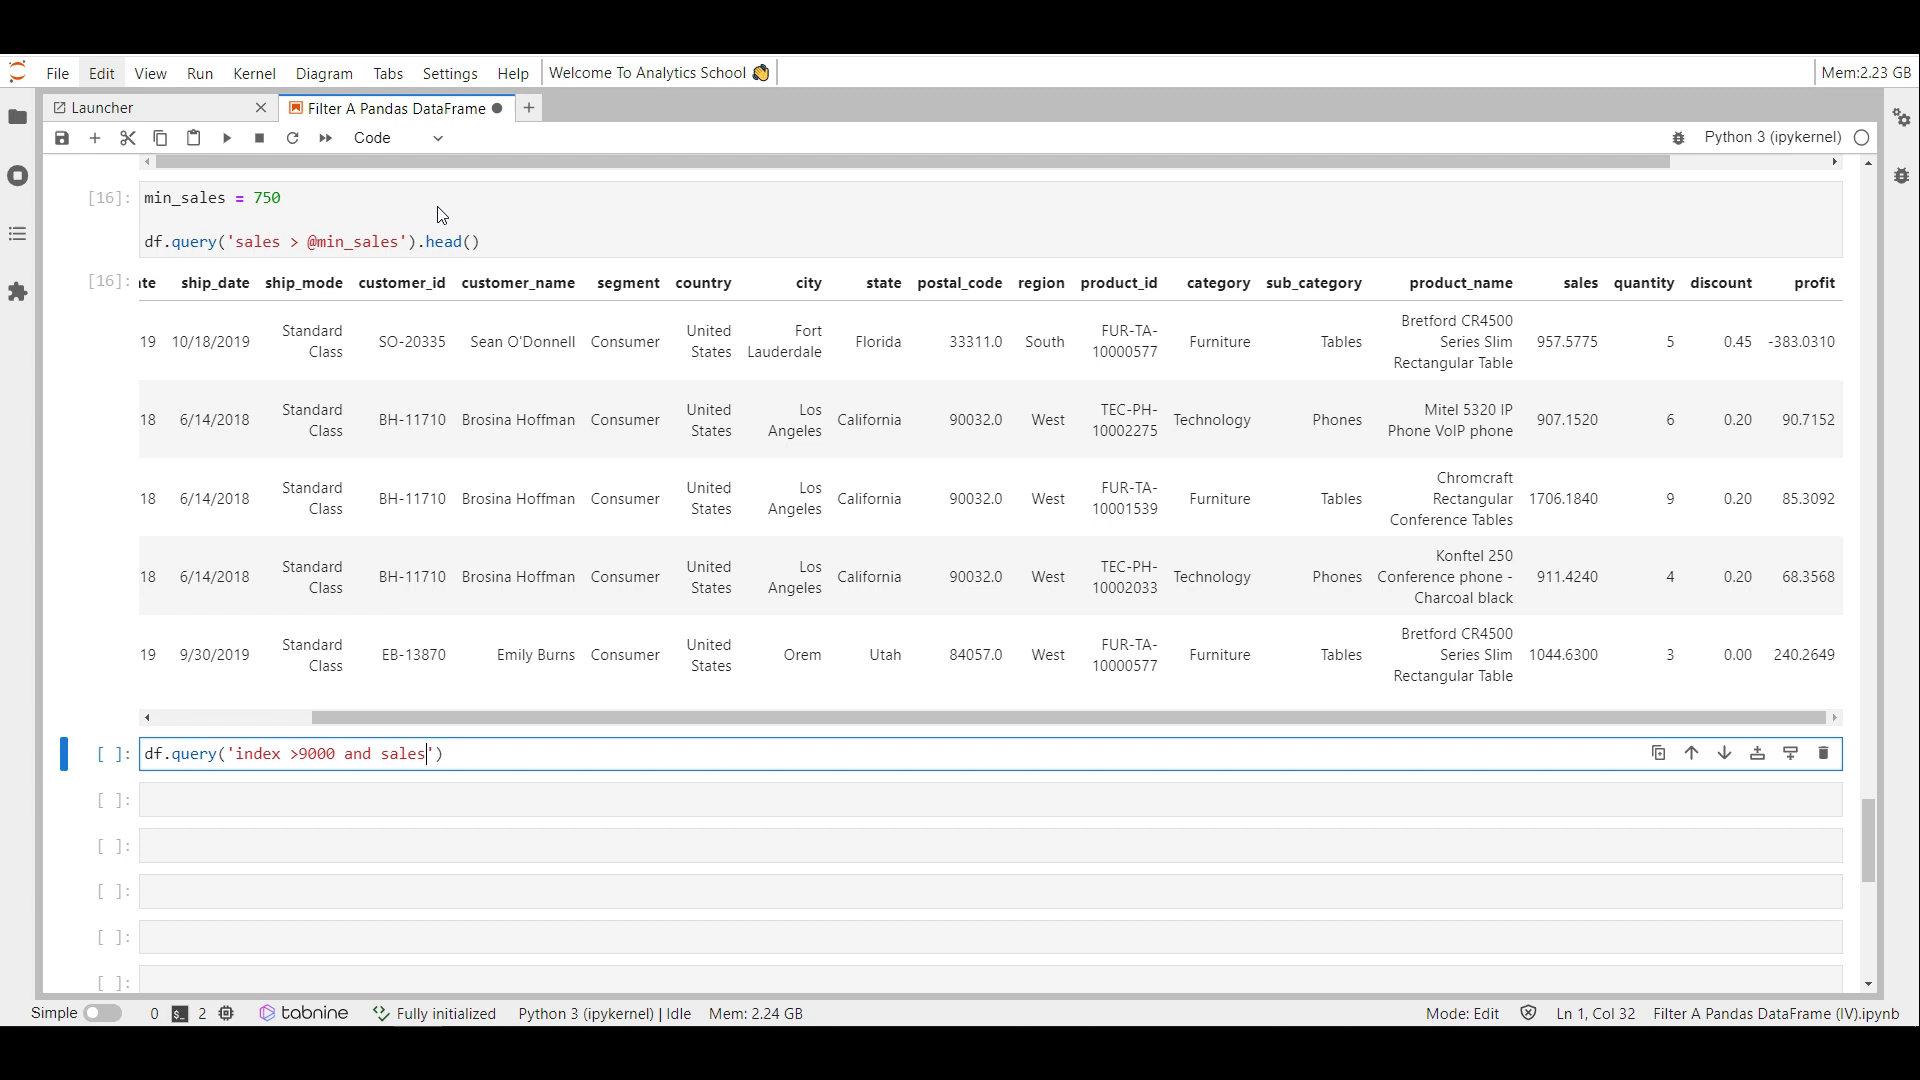 File Edit View Run Kernel Diagram Tabs Settings Help Welcome To Analytics School 👋 Mem:2.23 GB
Launcher Filter A Pandas DataFrame
Code Python 3 (ipykernel)
[16]: min_sales = 750
df.query('sales > @min_sales').head()
[16]: te ship_date ship_mode customer_id customer_name segment country city state postal_code region product_id category sub_category product_name sales quantity discount profit
19 10/18/2019 Standard Class SO-20335 Sean O'Donnell Consumer United States Fort Lauderdale Florida 33311.0 South FUR-TA-10000577 Furniture Tables Bretford CR4500 Series Slim Rectangular Table 957.5775 5 0.45 -383.0310
18 6/14/2018 Standard Class BH-11710 Brosina Hoffman Consumer United States Los Angeles California 90032.0 West TEC-PH-10002275 Technology Phones Mitel 5320 IP Phone VoIP phone 907.1520 6 0.20 90.7152
18 6/14/2018 Standard Class BH-11710 Brosina Hoffman Consumer United States Los Angeles California 90032.0 West FUR-TA-10001539 Furniture Tables Chromcraft Rectangular Conference Tables 1706.1840 9 0.20 85.3092
18 6/14/2018 Standard Class BH-11710 Brosina Hoffman Consumer United States Los Angeles California 90032.0 West TEC-PH-10002033 Technology Phones Konftel 250 Conference phone - Charcoal black 911.4240 4 0.20 68.3568
19 9/30/2019 Standard Class EB-13870 Emily Burns Consumer United States Orem Utah 84057.0 West FUR-TA-10000577 Furniture Tables Bretford CR4500 Series Slim Rectangular Table 1044.6300 3 0.00 240.2649
[ ]: df.query('index >9000 and sales')
[ ]:
[ ]:
[ ]:
[ ]:
[ ]:
Simple 0 $_ 2 tabnine Fully initialized Python 3 (ipykernel) | Idle Mem: 2.24 GB Mode: Edit Ln 1, Col 32 Filter A Pandas DataFrame (IV).ipynb